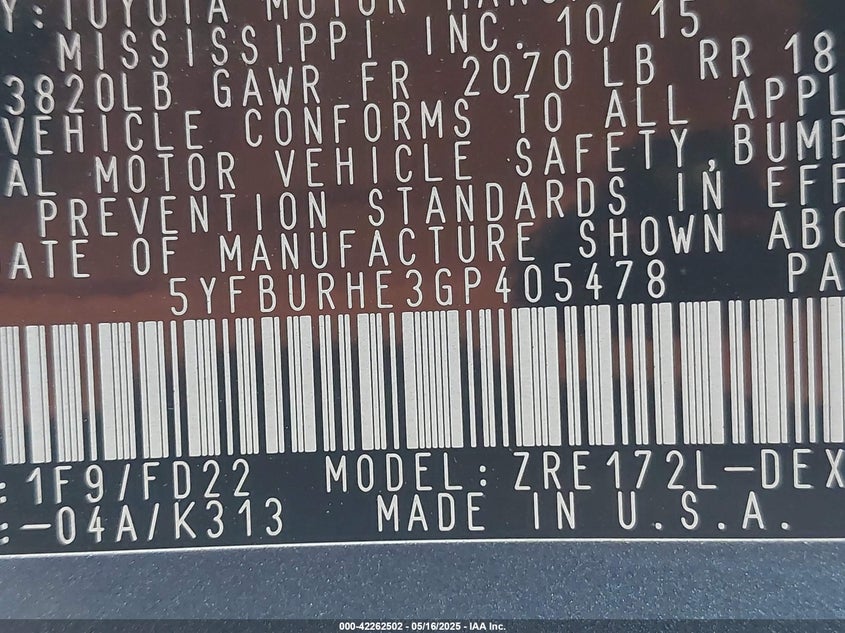 Y: TOYOTA MOTOR MANU
MISSISSIPPI INC. 10/15
3820LB GAWR FR 2070 LB RR 18
VEHICLE CONFORMS TO ALL APPL
AL MOTOR VEHICLE SAFETY, BUMP
PREVENTION STANDARDS IN EFF
ATE OF MANUFACTURE SHOWN ABO
5YFBURHE3GP405478 PA
: 1F9/FD22 MODEL: ZRE172L-DEX
:-04A/K313 MADE IN U.S.A.
000-42262502 - 05/16/2025 - IAA Inc.